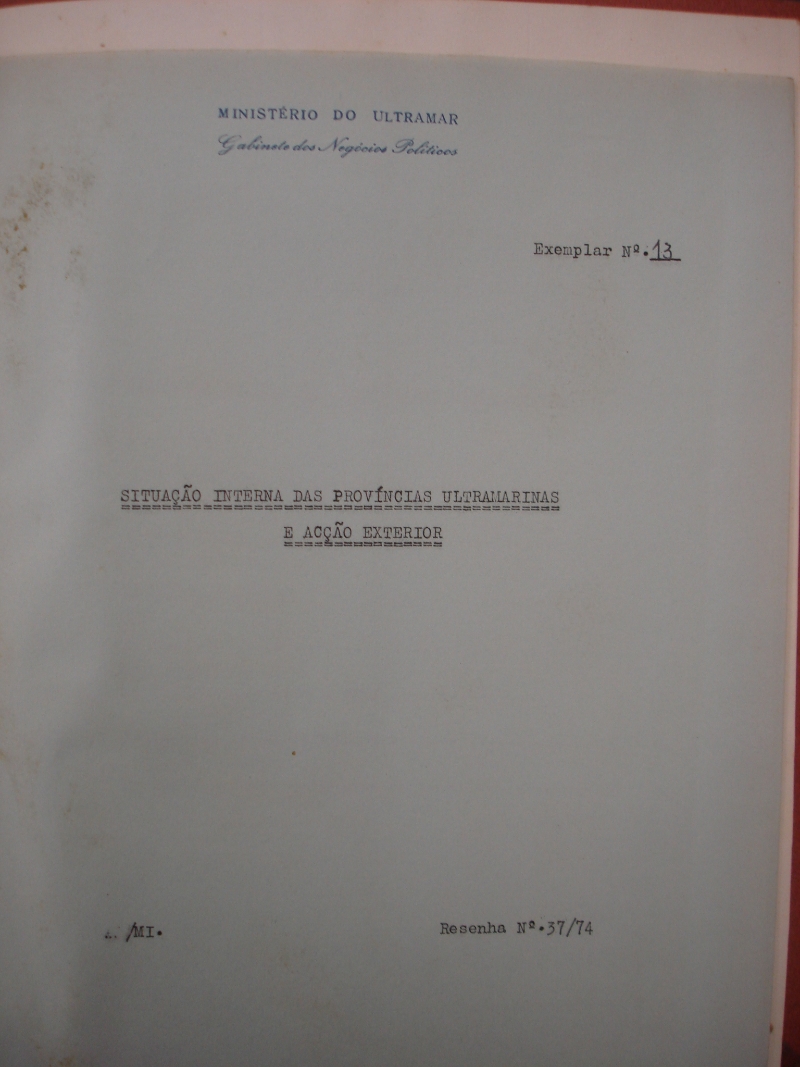 MINISTÉRIO DO ULTRAMAR
Gabinete dos Negócios Políticos
Exemplar Nº.13
SITUAÇÃO INTERNA DAS PROVÍNCIAS ULTRAMARINAS
E ACÇÃO EXTERIOR
/MI.
Resenha Nº.37/74